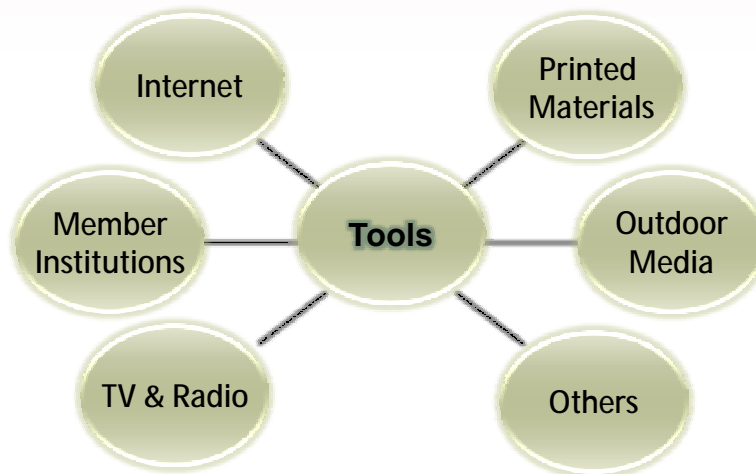 Internet
Printed
Materials
Member
Institutions
Tools
Outdoor
Media
TV & Radio
Others